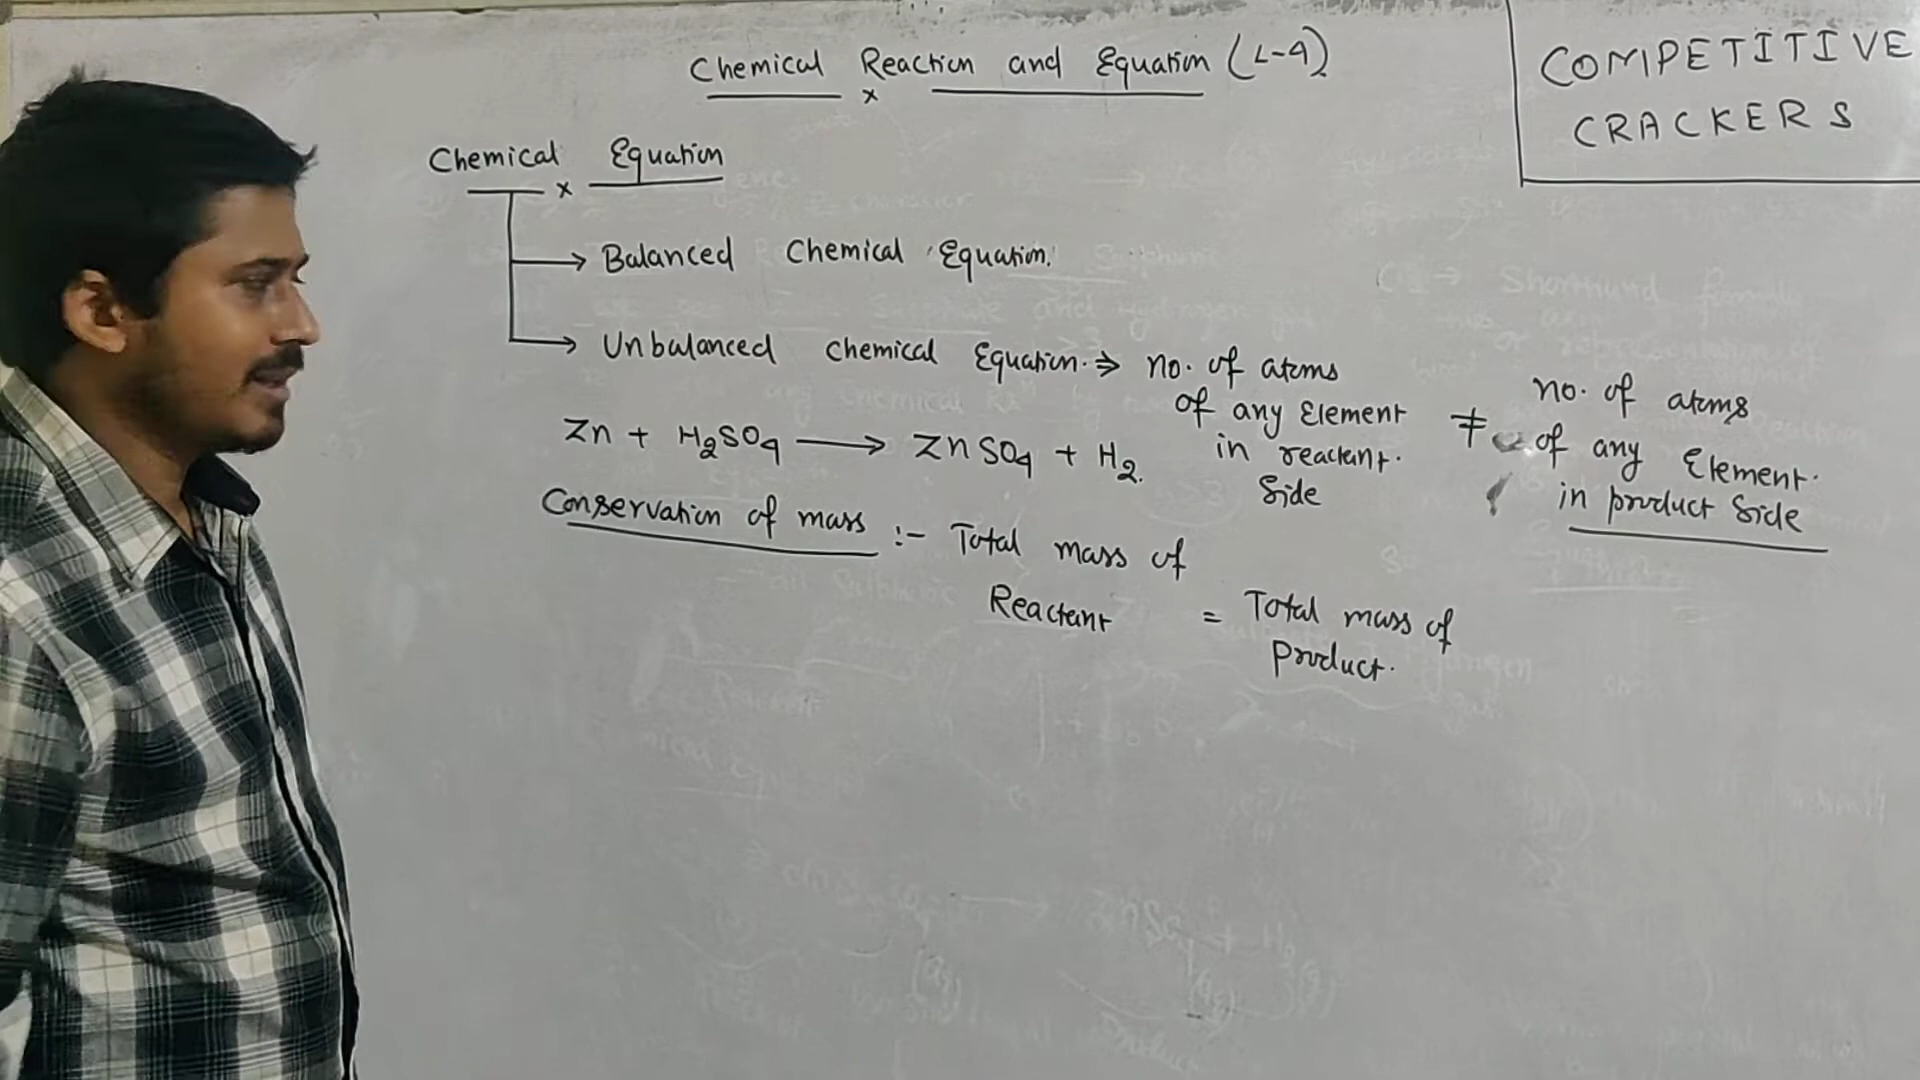 Chemical Reaction and Equation (L-4)
COMPETITIVE
CRACKERS
Chemical Equation
Balanced Chemical Equation.
Unbalanced chemical Equation. ⇒ no. of atoms
of any Element
in reactant.
Side
≠
no. of atoms
of any Element.
in product Side
Zn + H₂SO₄ ⟶ ZnSO₄ + H₂.
Conservation of mass :- Total mass of
Reactant = Total mass of
product.